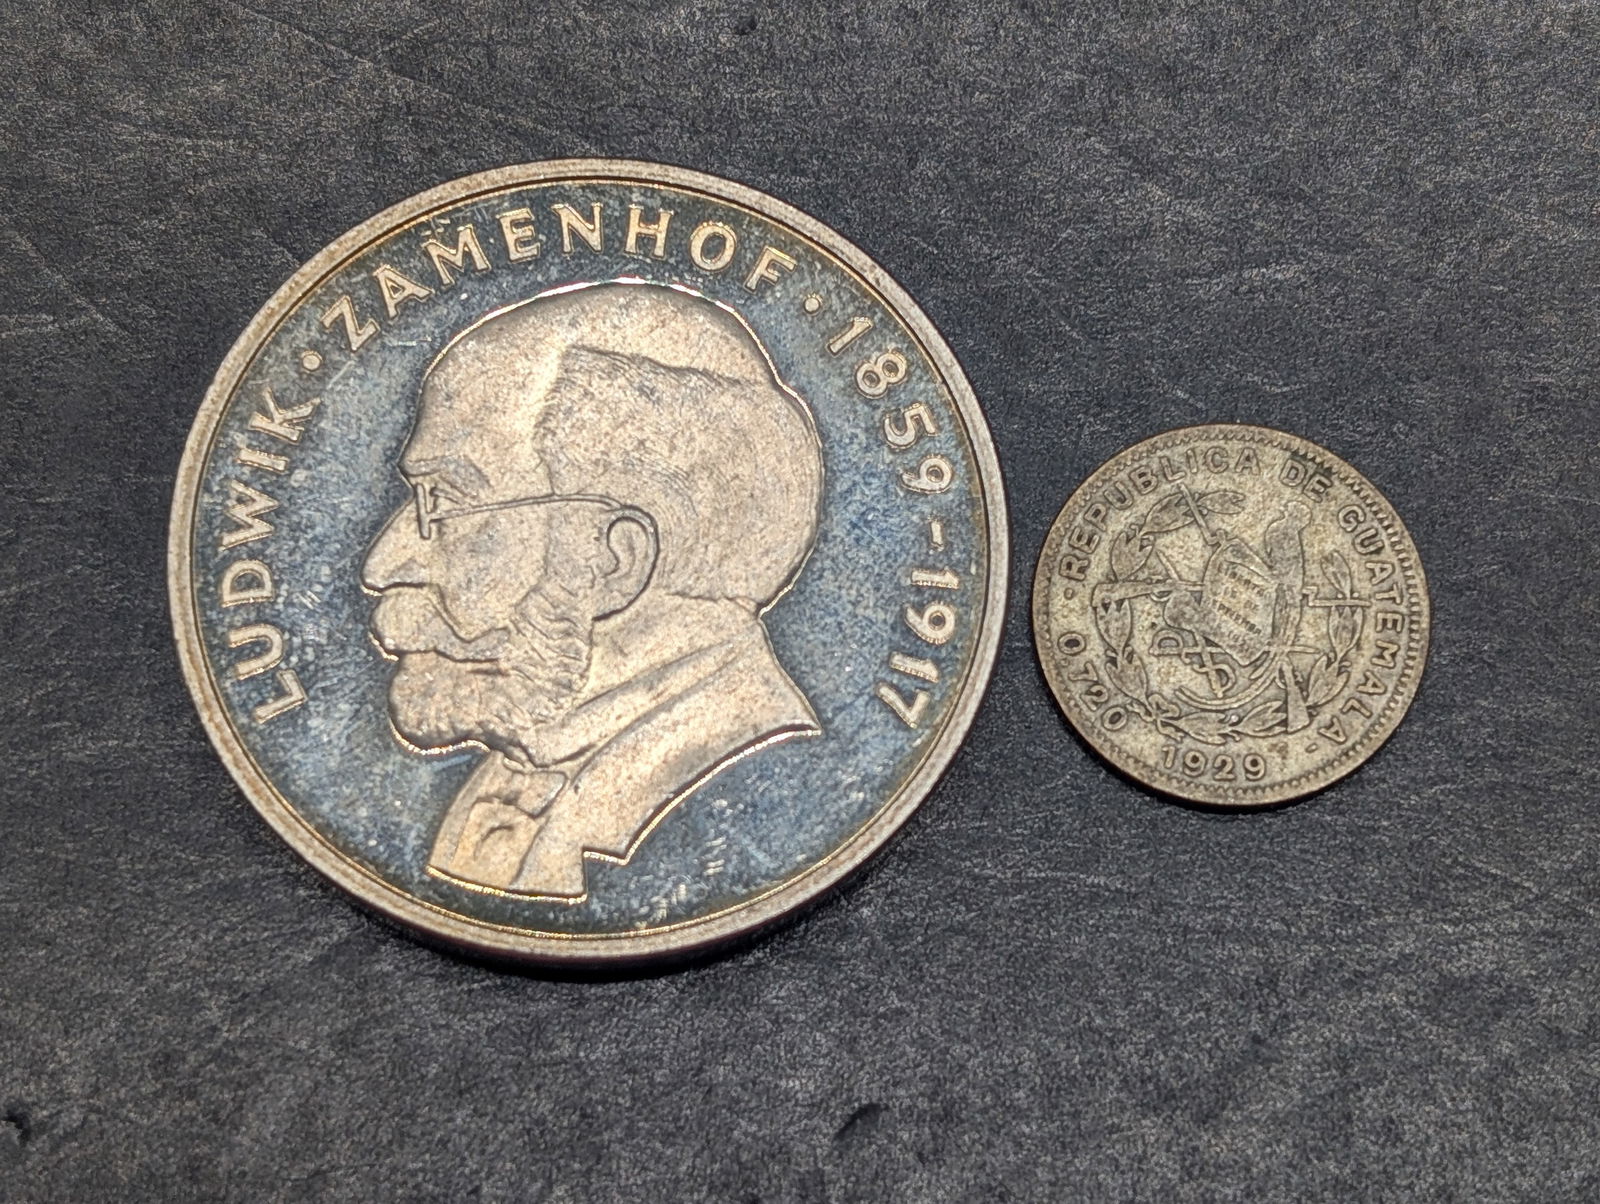 LUDWIK · ZAMENHOF · 1859-1917
· REPUBLICA DE GUATEMALA -
0.720
1929